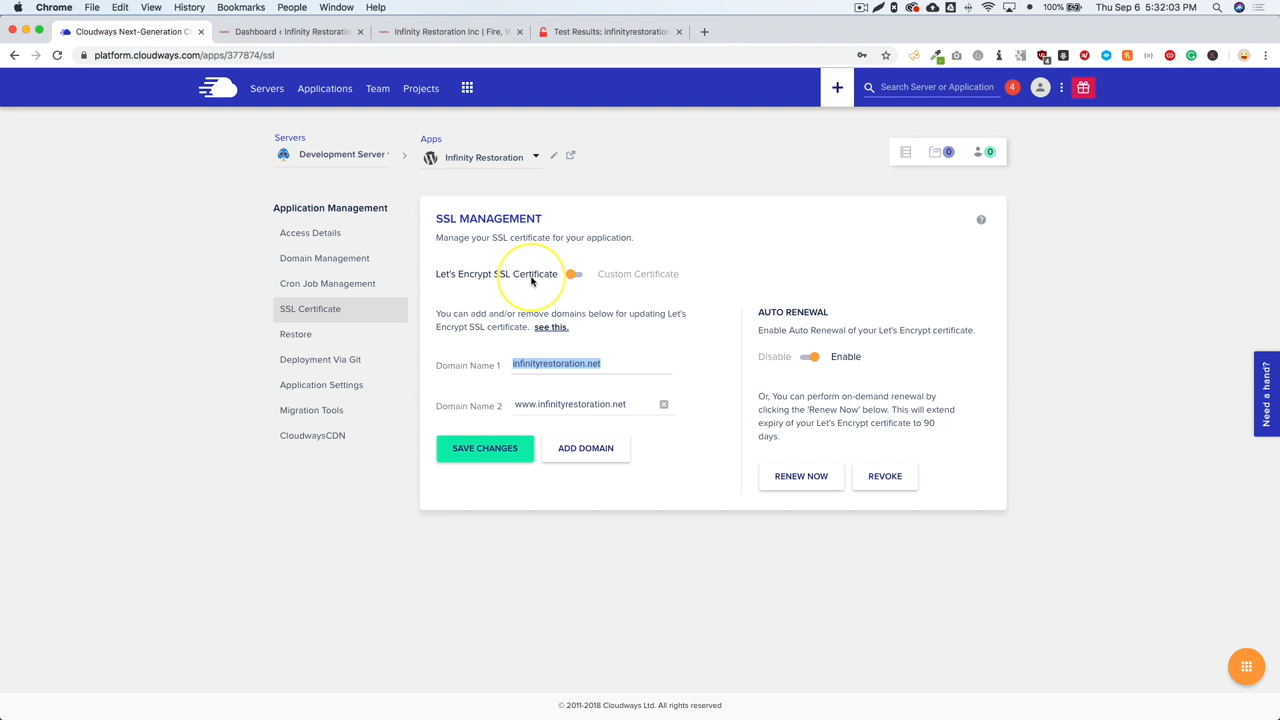 Chrome File Edit View History Bookmarks People Window Help
100% Thu Sep 6 5:32:03 PM
Cloudways Next-Generation C
Dashboard ‹ Infinity Restoration
Infinity Restoration Inc | Fire, W
Test Results: infinityrestoration
platform.cloudways.com/apps/377874/ssl
Servers Applications Team Projects
Search Server or Application
4
Servers
Development Server
Apps
Infinity Restoration
0
0
Application Management
Access Details
Domain Management
Cron Job Management
SSL Certificate
Restore
Deployment Via Git
Application Settings
Migration Tools
CloudwaysCDN
SSL MANAGEMENT
Manage your SSL certificate for your application.
Let's Encrypt SSL Certificate
Custom Certificate
You can add and/or remove domains below for updating Let's
Encrypt SSL certificate. see this.
Domain Name 1 infinityrestoration.net
Domain Name 2 www.infinityrestoration.net
SAVE CHANGES ADD DOMAIN
AUTO RENEWAL
Enable Auto Renewal of your Let's Encrypt certificate.
Disable Enable
Or, You can perform on-demand renewal by
clicking the 'Renew Now' below. This will extend
expiry of your Let's Encrypt certificate to 90
days.
RENEW NOW REVOKE
Need a hand?
© 2011-2018 Cloudways Ltd. All rights reserved